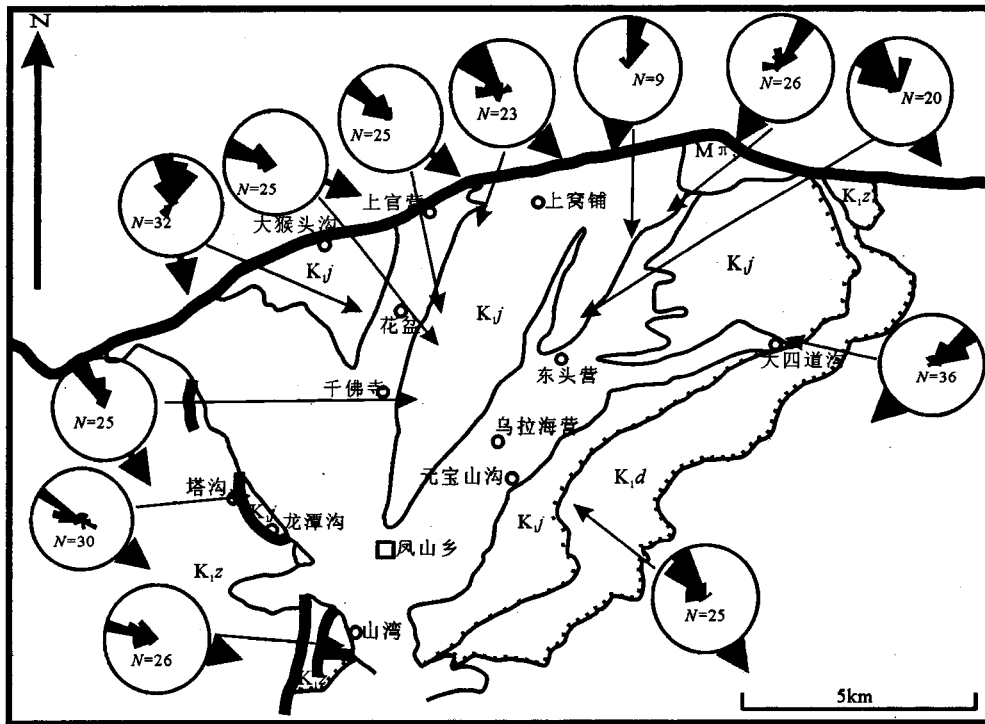 N
N=9
N=26
N=20
N=23
N=25
N=25
N=32
Mπ
K₁z
上官营
上窝铺
大猴头沟
K₁j
K₁j
K₁j
花盆
东头营
大四道沟
N=36
千佛寺
N=25
乌拉海营
元宝山沟
K₁d
塔沟
K₁j
龙潭沟
K₁j
N=30
凤山乡
K₁z
N=25
山湾
N=26
5km